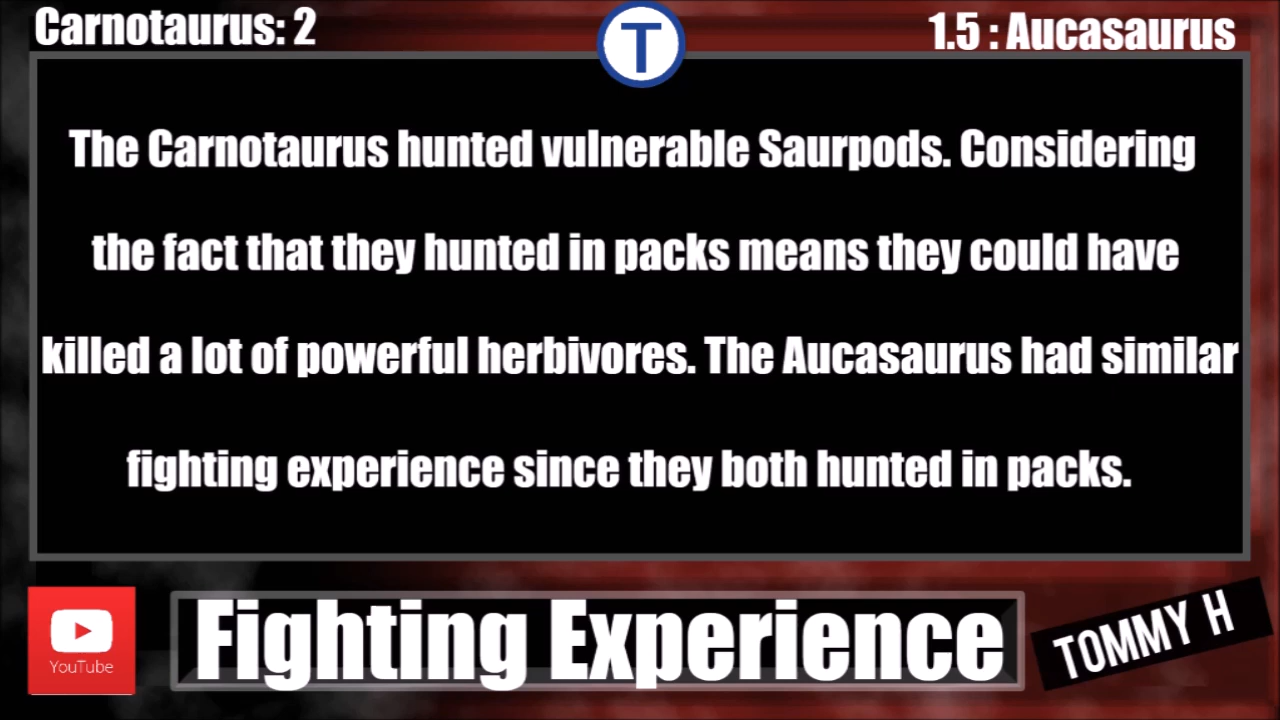 Carnotaurus: 2
T
1.5 : Aucasaurus
The Carnotaurus hunted vulnerable Saurpods. Considering
the fact that they hunted in packs means they could have
killed a lot of powerful herbivores. The Aucasaurus had similar
fighting experience since they both hunted in packs.
YouTube
Fighting Experience
TOMMY H